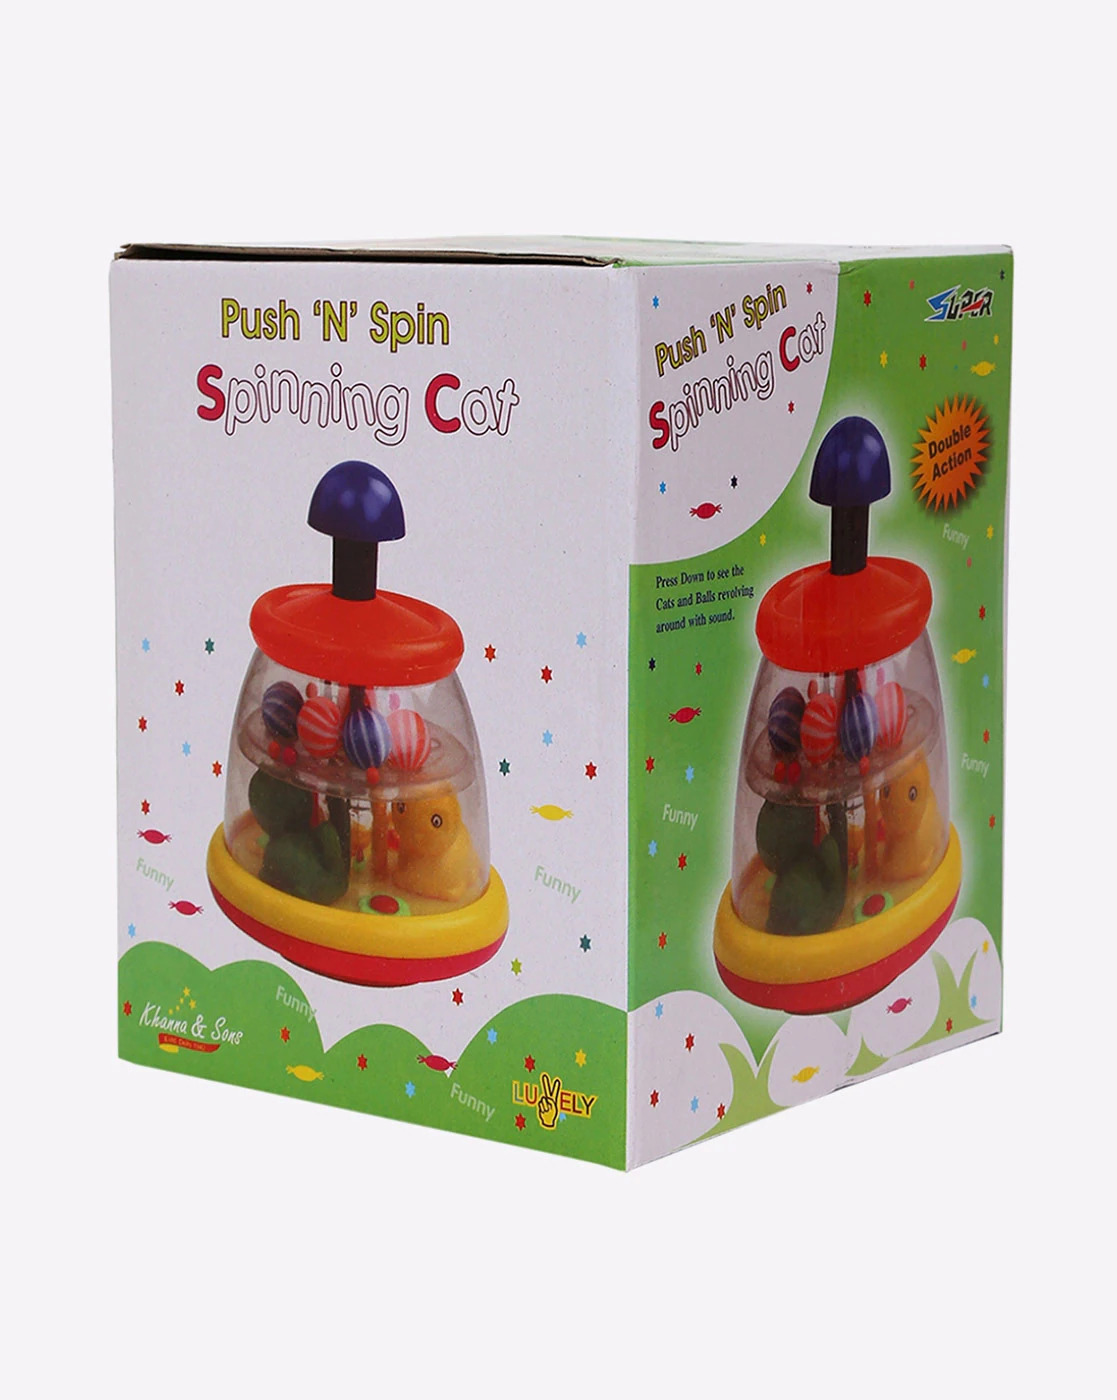 Push 'N' Spin
Spinning Cat
Funny
Funny
Funny
Funny
Khanna & Sons
LUVELY
Push 'N' Spin
Spinning Cat
SUPER
Double
Action
Funny
Press Down to see the
Cats and Balls revolving
around with sound.
Funny
Funny